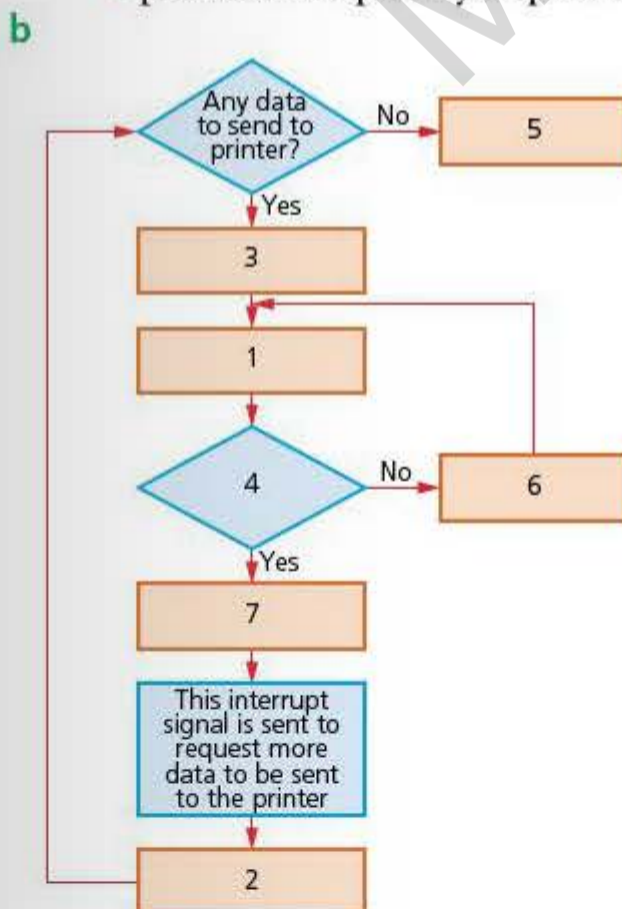 b
Any data
to send to
printer?
No
5
Yes
3
1
4
No
6
Yes
7
This interrupt
signal is sent to
request more
data to be sent
to the printer
2